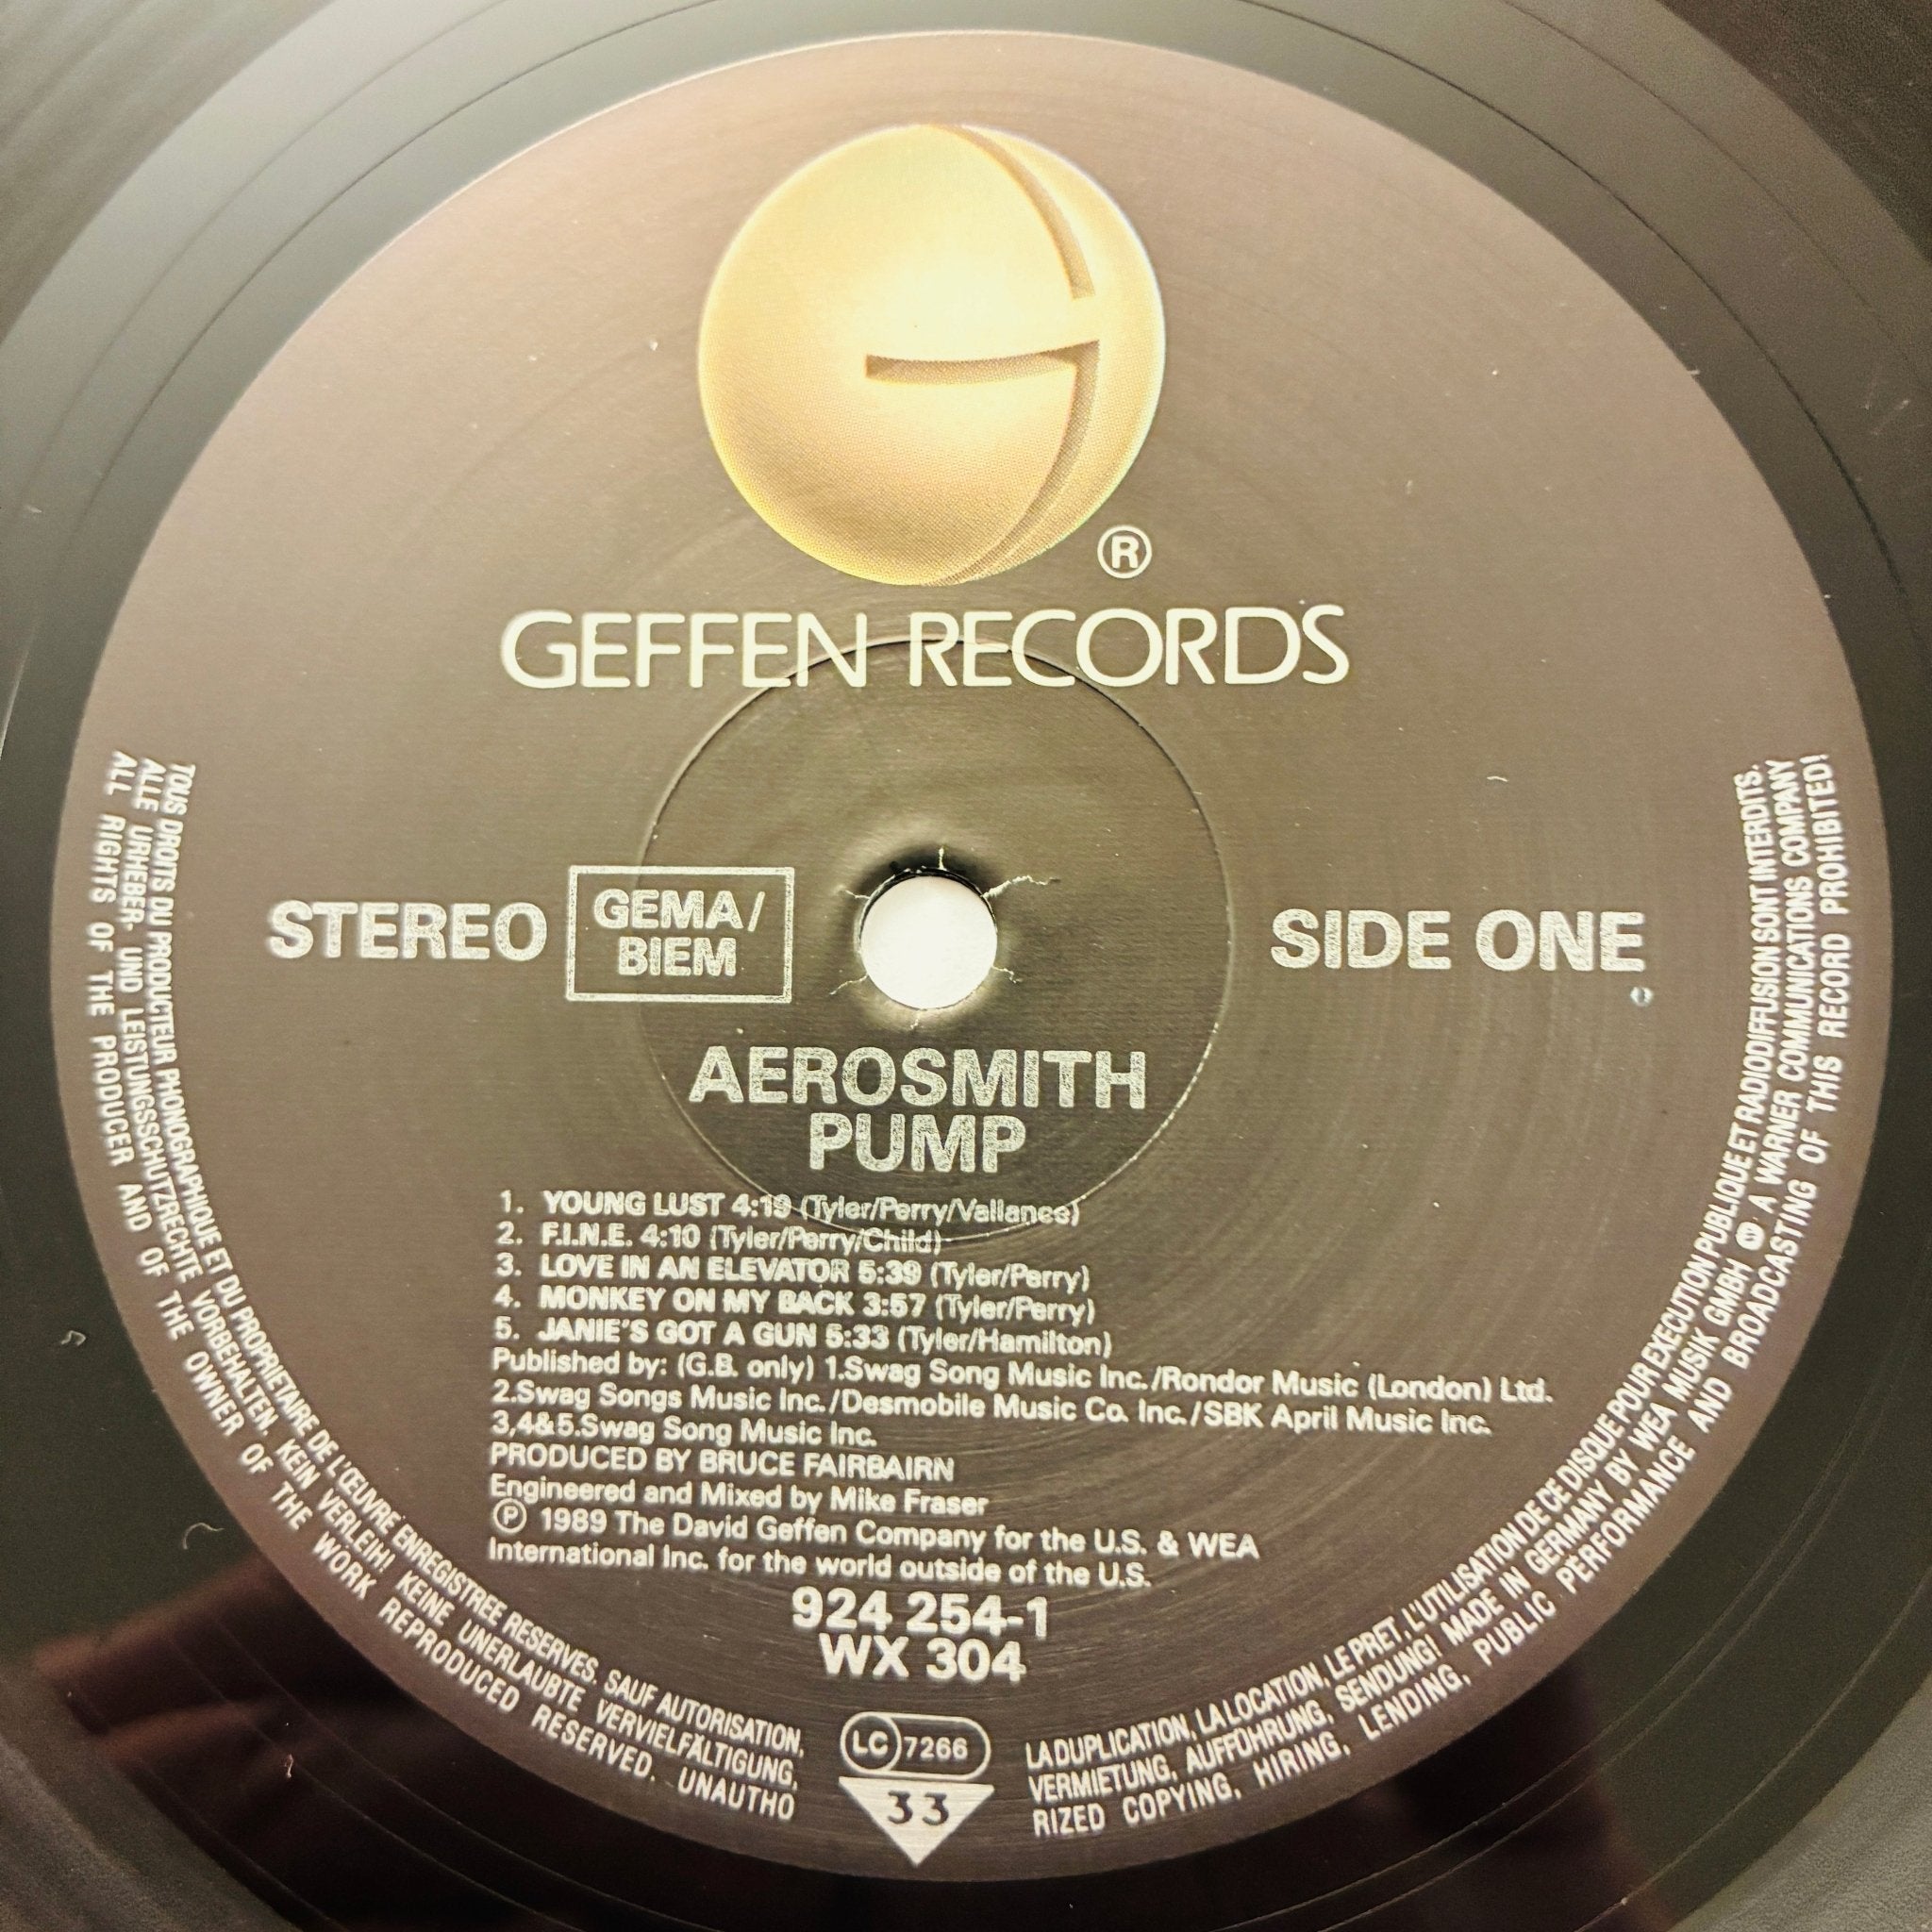 ®
GEFFEN RECORDS
STEREO
GEMA/
BIEM
SIDE ONE
AEROSMITH
PUMP
1. YOUNG LUST 4:19 (Tyler/Perry/Vallance)
2. F.I.N.E. 4:10 (Tyler/Perry/Child)
3. LOVE IN AN ELEVATOR 5:39 (Tyler/Perry)
4. MONKEY ON MY BACK 3:57 (Tyler/Perry)
5. JANIE'S GOT A GUN 5:33 (Tyler/Hamilton)
Published by: (G.B. only) 1.Swag Song Music Inc./Rondor Music (London) Ltd.
2.Swag Songs Music Inc./Desmobile Music Co. Inc./SBK April Music Inc.
3,4&5.Swag Song Music Inc.
PRODUCED BY BRUCE FAIRBAIRN
Engineered and Mixed by Mike Fraser
℗ 1989 The David Geffen Company for the U.S. & WEA
International Inc. for the world outside of the U.S.
924 254-1
WX 304
LC 7266
33
TOUS DROITS DU PRODUCTEUR PHONOGRAPHIQUE ET DU PROPRIETAIRE DE L'ŒUVRE ENREGISTREE RESERVES. SAUF AUTORISATION, LA DUPLICATION, LA LOCATION, LE PRET, L'UTILISATION DE CE DISQUE POUR EXECUTION PUBLIQUE ET RADIODIFFUSION SONT INTERDITS.
ALLE URHEBER- UND LEISTUNGSSCHUTZRECHTE VORBEHALTEN. KEIN VERLEIH! KEINE UNERLAUBTE VERVIELFÄLTIGUNG, VERMIETUNG, AUFFÜHRUNG, SENDUNG! MADE IN GERMANY BY WEA MUSIK GMBH A WARNER COMMUNICATIONS COMPANY
ALL RIGHTS OF THE PRODUCER AND OF THE OWNER OF THE WORK REPRODUCED RESERVED. UNAUTHORIZED COPYING, HIRING, LENDING, PUBLIC PERFORMANCE AND BROADCASTING OF THIS RECORD PROHIBITED!